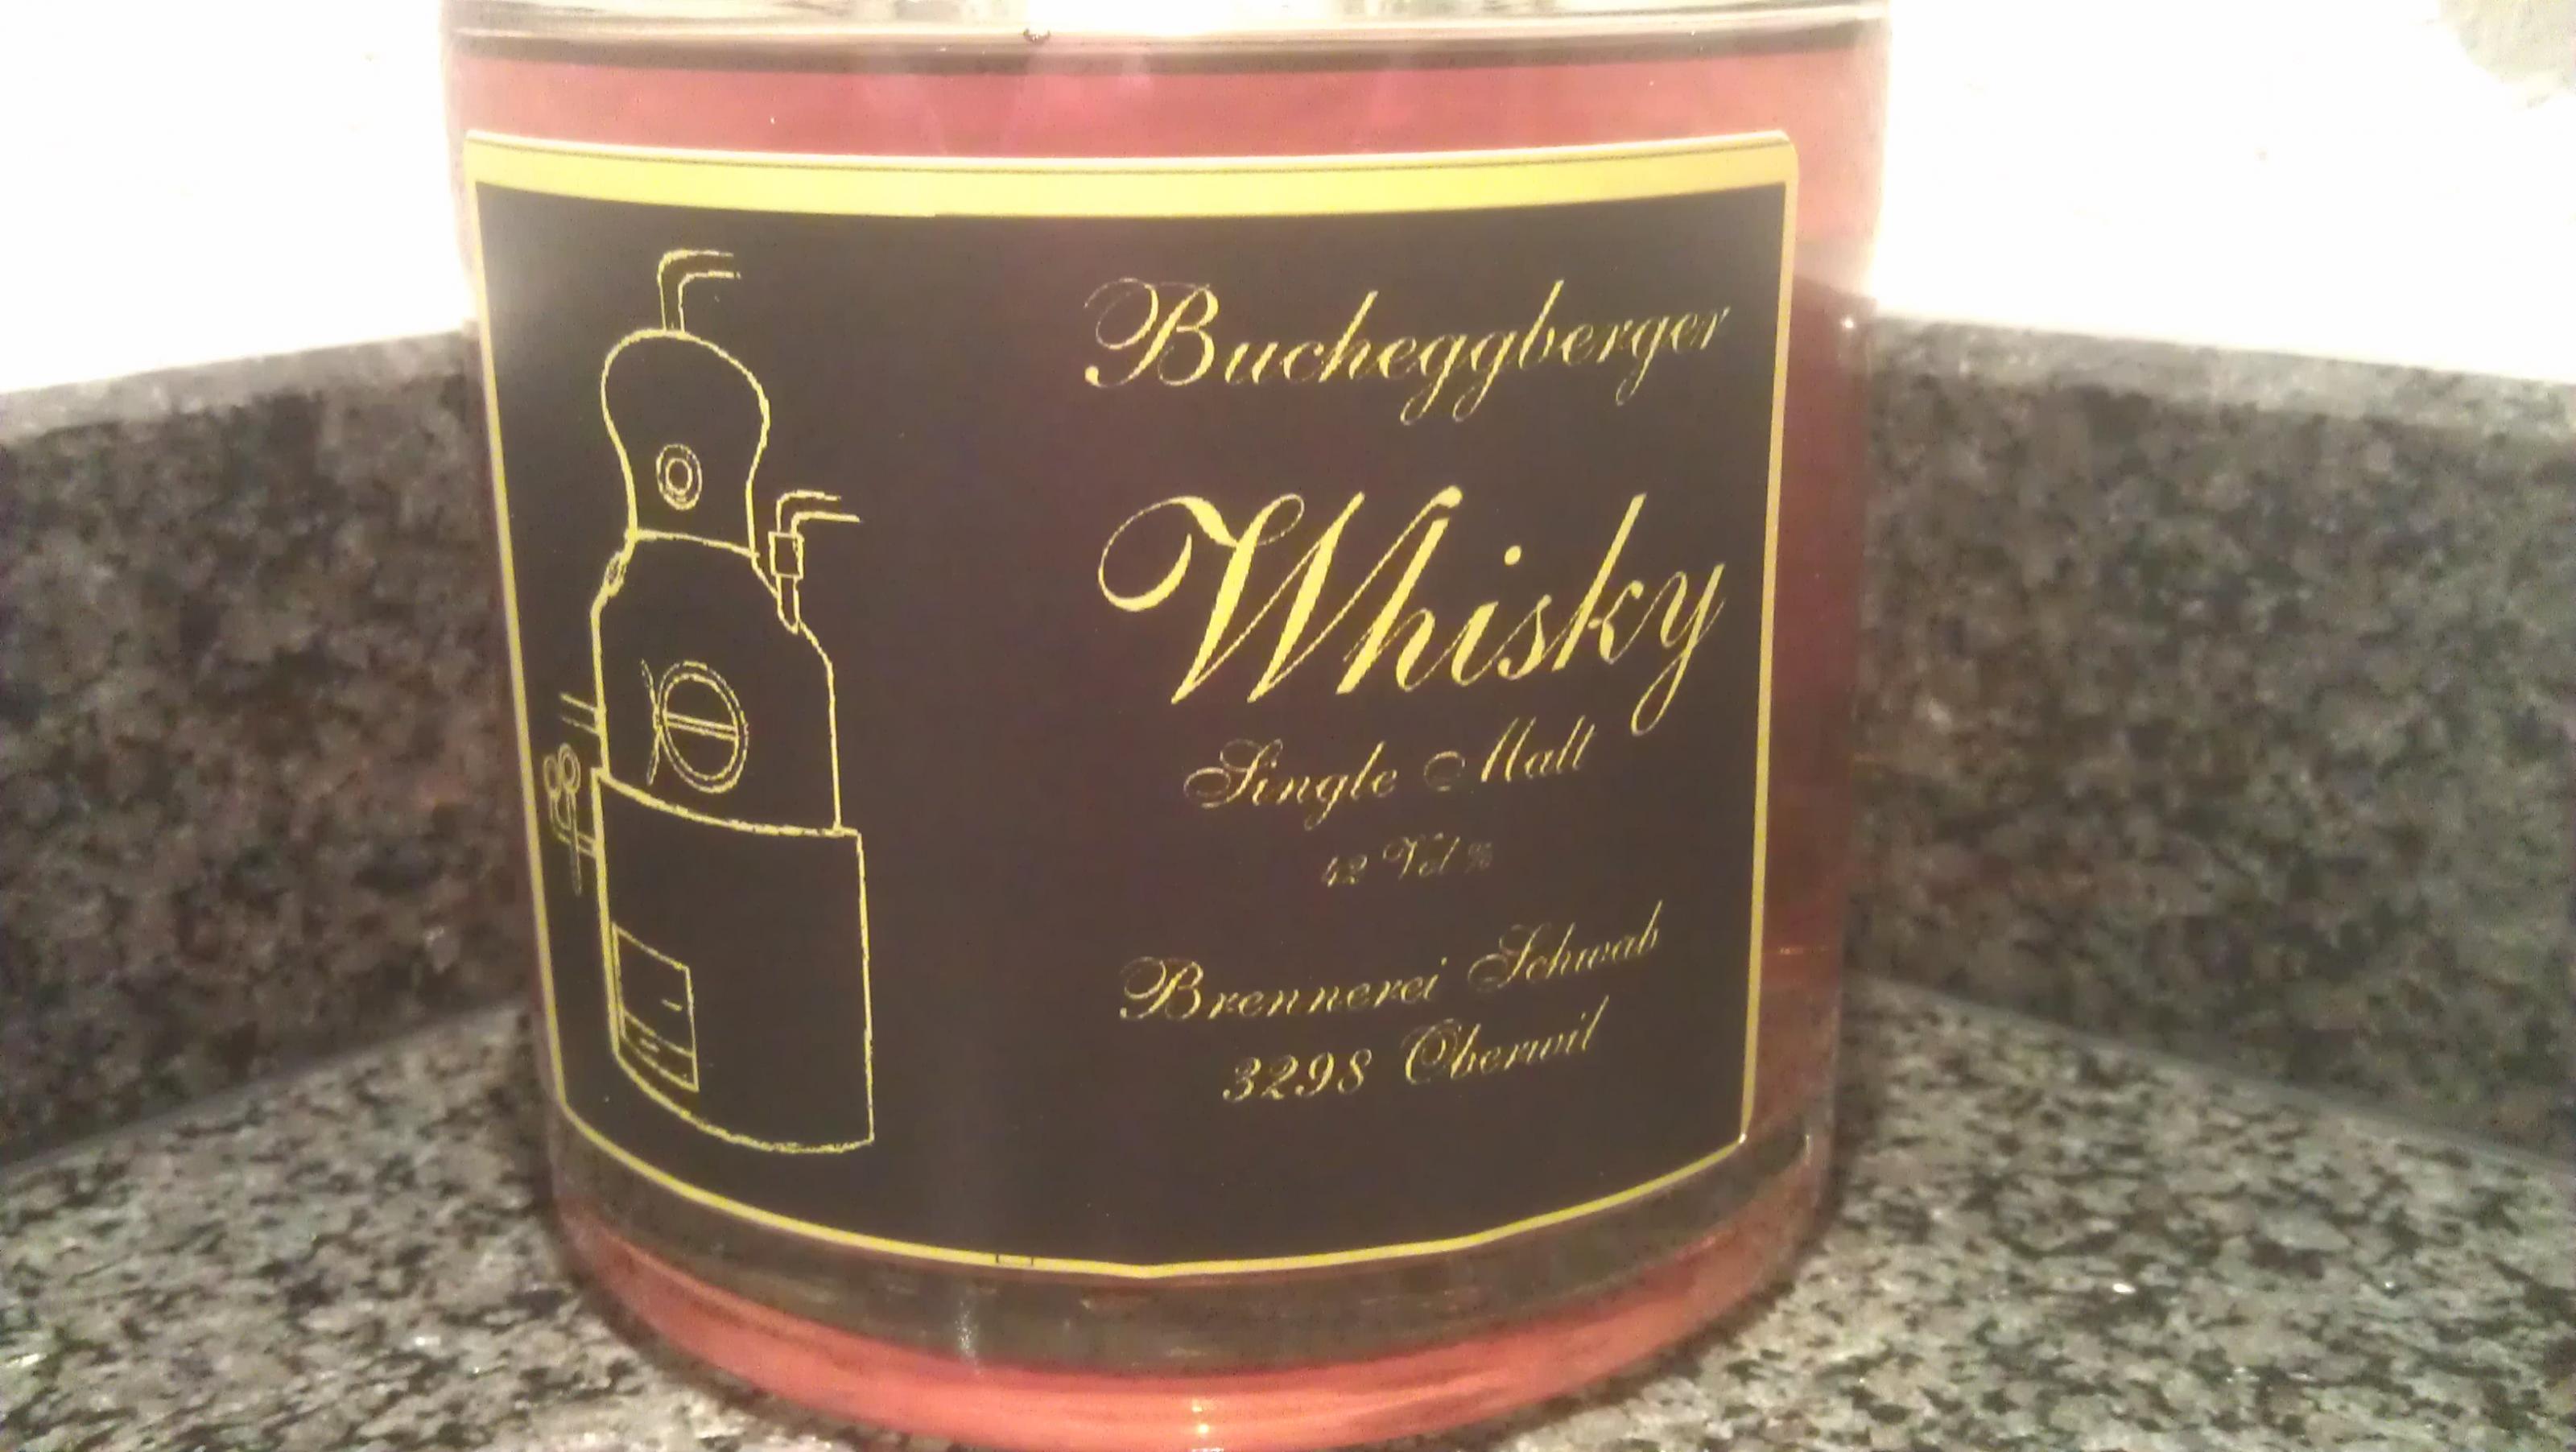 Bucheggberger
Whisky
Single Malt
42 Vol %
Brennerei Schwab
3298 Oberwil